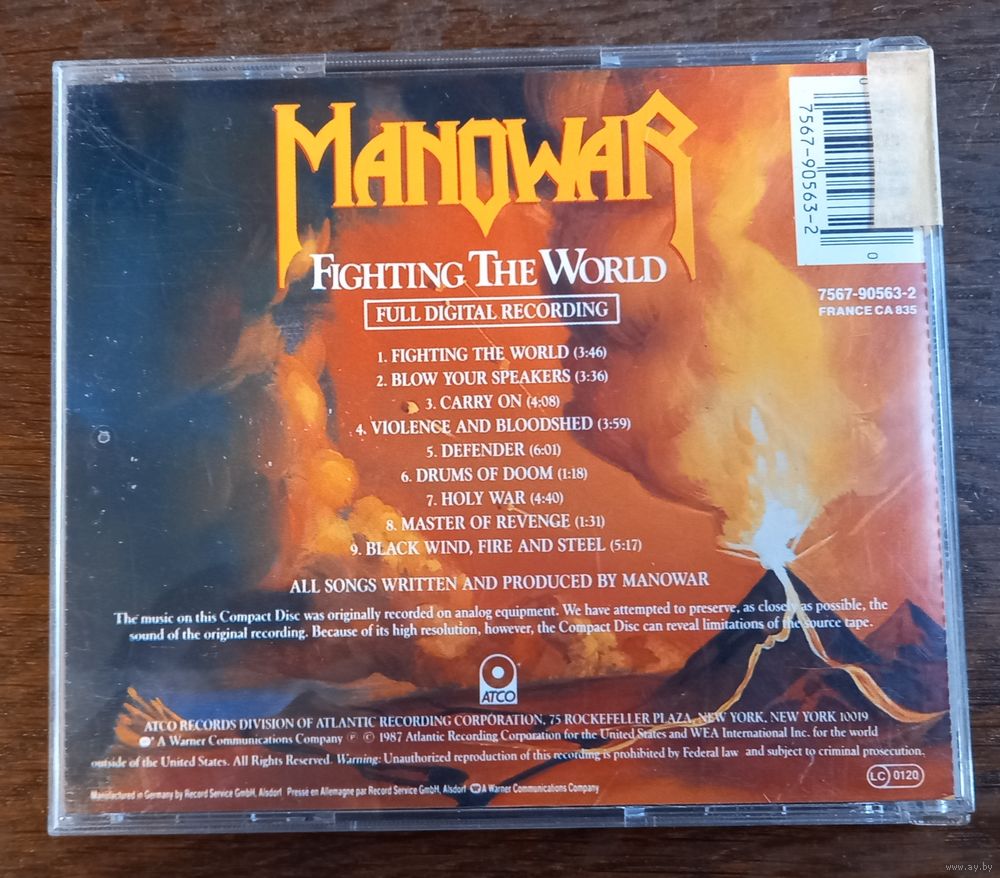 MANOWAR
FIGHTING THE WORLD
FULL DIGITAL RECORDING
0
7567-90563-2
0
7567-90563-2
FRANCE CA 835
1. FIGHTING THE WORLD (3:46)
2. BLOW YOUR SPEAKERS (3:36)
3. CARRY ON (4:08)
4. VIOLENCE AND BLOODSHED (3:59)
5. DEFENDER (6:01)
6. DRUMS OF DOOM (1:18)
7. HOLY WAR (4:40)
8. MASTER OF REVENGE (1:31)
9. BLACK WIND, FIRE AND STEEL (5:17)
ALL SONGS WRITTEN AND PRODUCED BY MANOWAR
The music on this Compact Disc was originally recorded on analog equipment. We have attempted to preserve, as closely as possible, the
sound of the original recording. Because of its high resolution, however, the Compact Disc can reveal limitations of the source tape.
ATCO
ATCO RECORDS DIVISION OF ATLANTIC RECORDING CORPORATION, 75 ROCKEFELLER PLAZA, NEW YORK, NEW YORK 10019
A Warner Communications Company ℗ © 1987 Atlantic Recording Corporation for the United States and WEA International Inc. for the world
outside of the United States. All Rights Reserved. Warning: Unauthorized reproduction of this recording is prohibited by Federal law and subject to criminal prosecution.
LC 0120
Manufactured in Germany by Record Service GmbH, Alsdorf Pressé en Allemagne par Record Service GmbH, Alsdorf A Warner Communications Company
www.ay.by